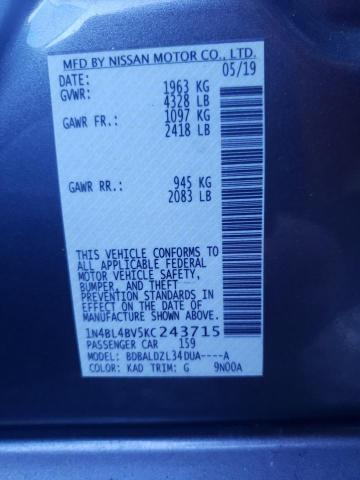 MFD BY NISSAN MOTOR CO., LTD.
DATE: 05/19
GVWR: 1963 KG
4328 LB
GAWR FR.: 1097 KG
2418 LB
GAWR RR.: 945 KG
2083 LB
THIS VEHICLE CONFORMS TO
ALL APPLICABLE U.S. FEDERAL
MOTOR VEHICLE SAFETY,
BUMPER, AND THEFT
PREVENTION STANDARDS IN
EFFECT ON THE DATE OF
MANUFACTURE SHOWN ABOVE.
1N4BL4BV5KC243715
PASSENGER CAR 159
MODEL: BDBALDZL34DUA----A
COLOR: KAD TRIM: G 9N00A